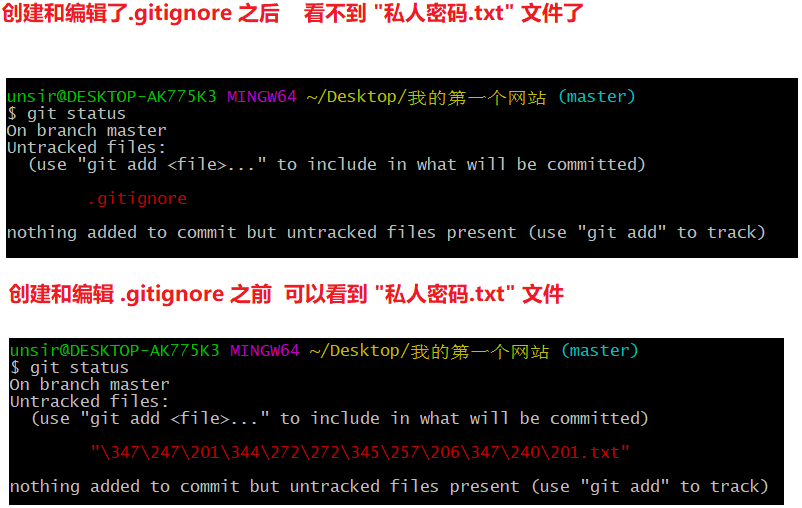 创建和编辑了.gitignore 之后 看不到 "私人密码.txt" 文件了
unsir@DESKTOP-AK775K3 MINGW64 ~/Desktop/我的第一个网站 (master)
$ git status
On branch master
Untracked files:
(use "git add <file>..." to include in what will be committed)
.gitignore
nothing added to commit but untracked files present (use "git add" to track)
创建和编辑 .gitignore 之前 可以看到 "私人密码.txt" 文件
unsir@DESKTOP-AK775K3 MINGW64 ~/Desktop/我的第一个网站 (master)
$ git status
On branch master
Untracked files:
(use "git add <file>..." to include in what will be committed)
"\347\247\201\344\272\272\345\257\206\347\240\201.txt"
nothing added to commit but untracked files present (use "git add" to track)